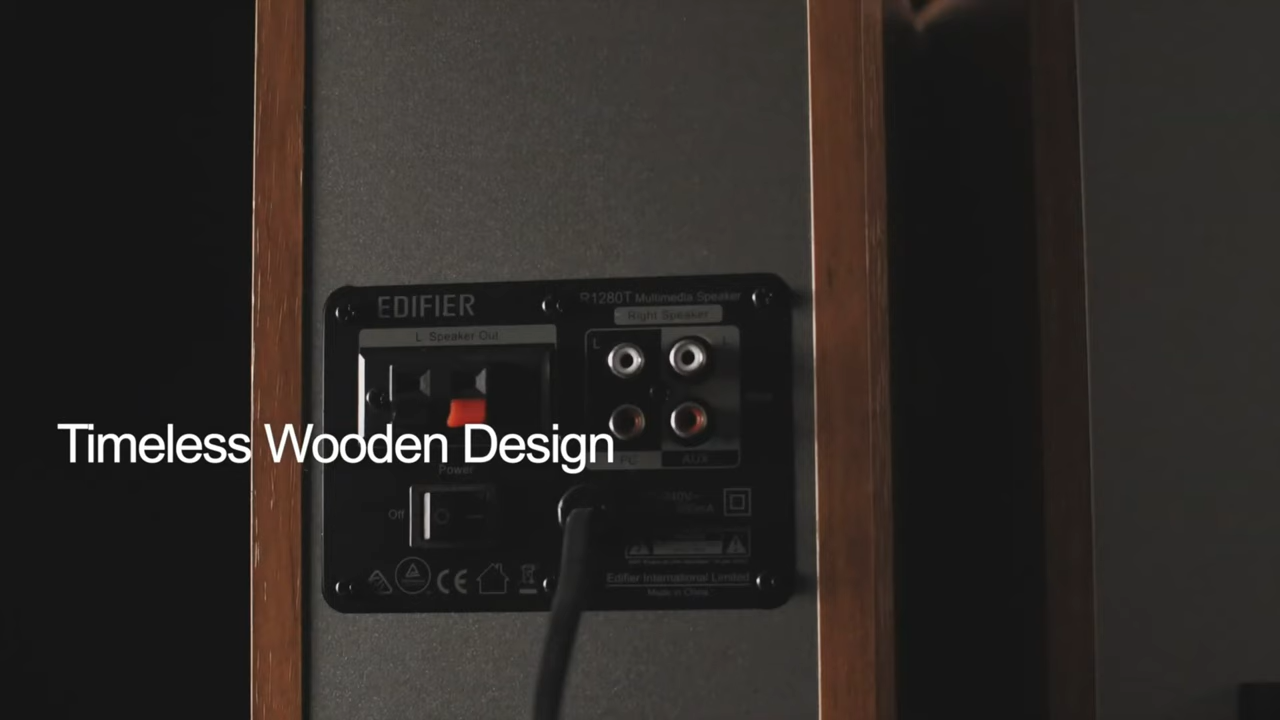 EDIFIER
R1280T Multimedia Speaker
Right Speaker
L. Speaker Out
L
Timeless Wooden Design
PC
AUX
Power
Off
Edifier International Limited
Made in China